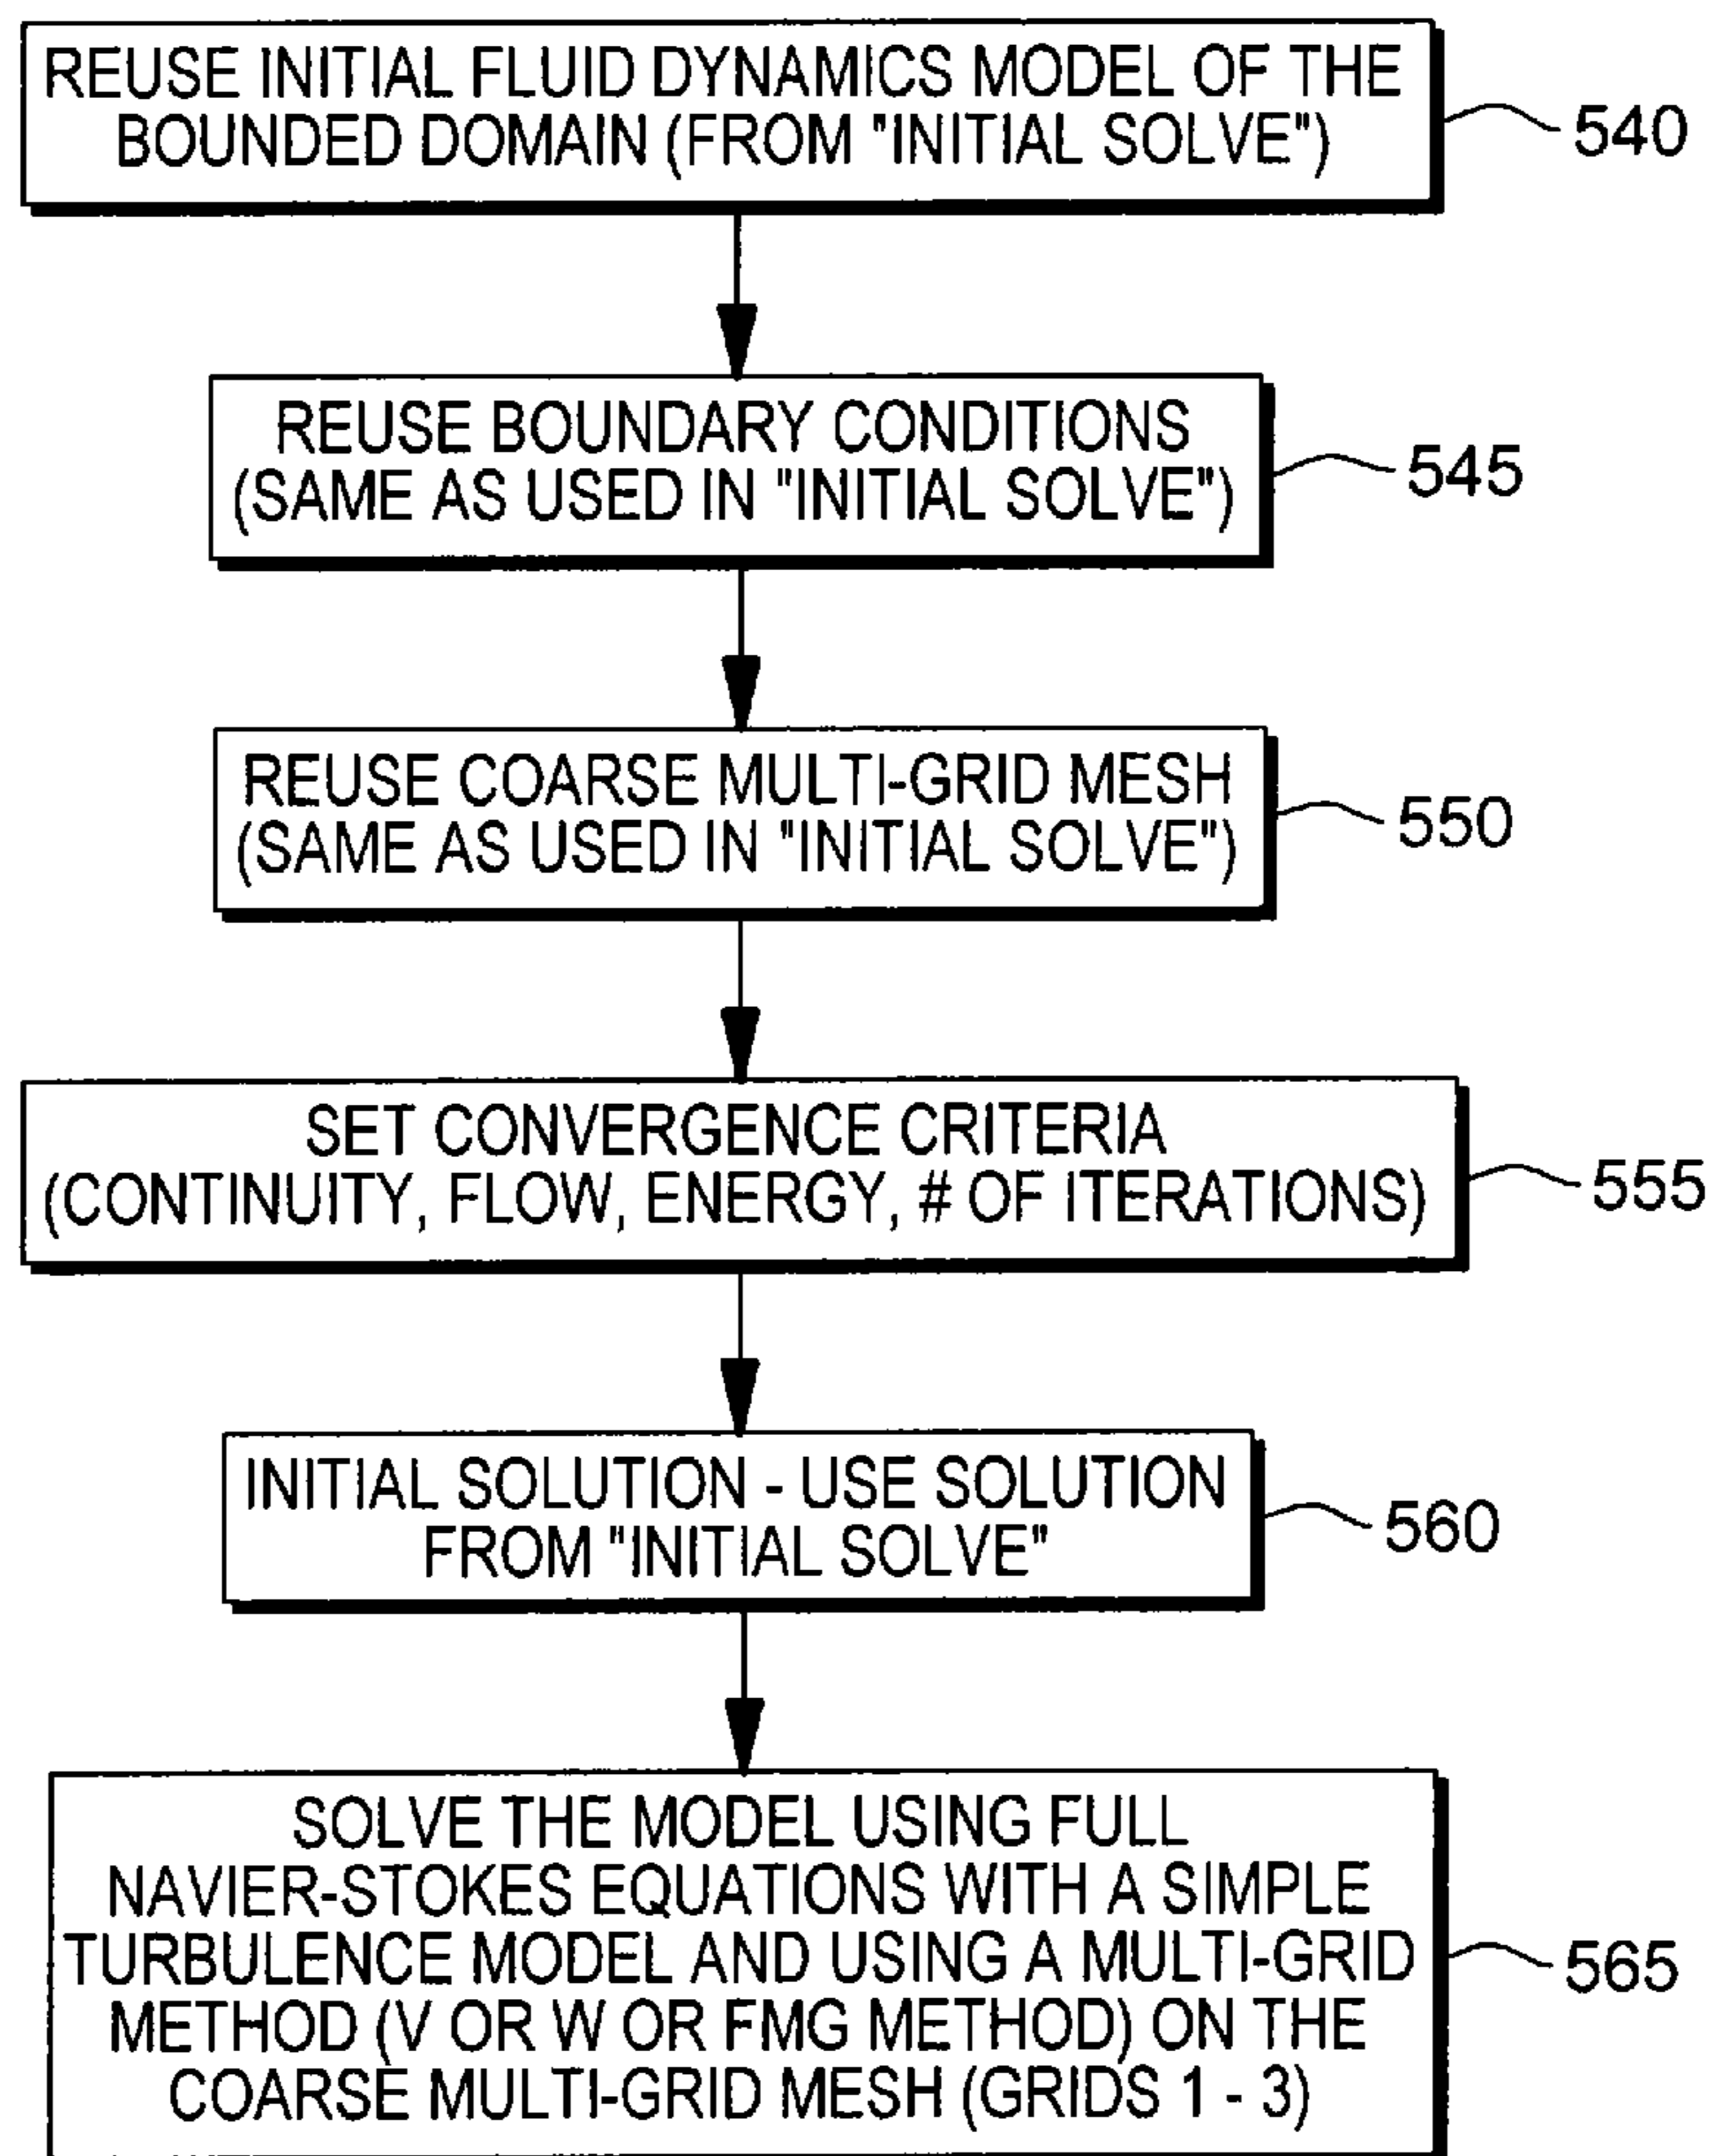 REUSE INITIAL FLUID DYNAMICS MODEL OF THE
BOUNDED DOMAIN (FROM "INITIAL SOLVE")
540
REUSE BOUNDARY CONDITIONS
(SAME AS USED IN "INITIAL SOLVE")
545
REUSE COARSE MULTI-GRID MESH
(SAME AS USED IN "INITIAL SOLVE")
550
SET CONVERGENCE CRITERIA
(CONTINUITY, FLOW, ENERGY, # OF ITERATIONS)
555
INITIAL SOLUTION - USE SOLUTION
FROM "INITIAL SOLVE"
560
SOLVE THE MODEL USING FULL
NAVIER-STOKES EQUATIONS WITH A SIMPLE
TURBULENCE MODEL AND USING A MULTI-GRID
METHOD (V OR W OR FMG METHOD) ON THE
COARSE MULTI-GRID MESH (GRIDS 1 - 3)
565